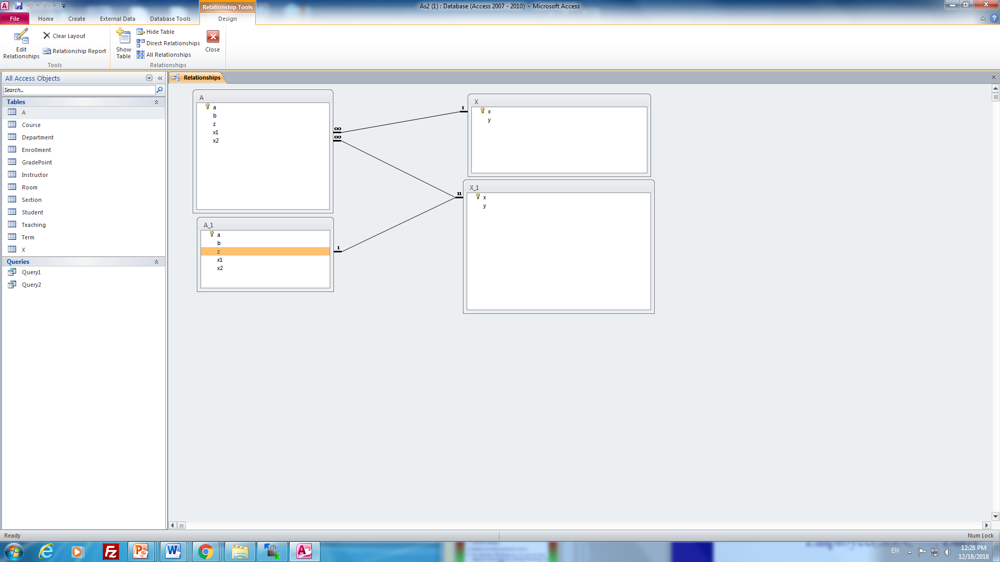 Relationship Tools
As2 (1) : Database (Access 2007 - 2010) - Microsoft Access
File Home Create External Data Database Tools Design
Edit Relationships
Clear Layout
Relationship Report
Tools
Show Table
Hide Table
Direct Relationships
All Relationships
Relationships
Close
All Access Objects
Search...
Tables
A
Course
Department
Enrollment
GradePoint
Instructor
Room
Section
Student
Teaching
Term
X
Queries
Query1
Query2
Relationships
A
a
b
z
x1
x2
∞
∞
1
X
x
y
X_1
11
x
y
A_1
a
b
z
x1
x2
1
Ready
Num Lock
EN
12:28 PM
12/18/2018